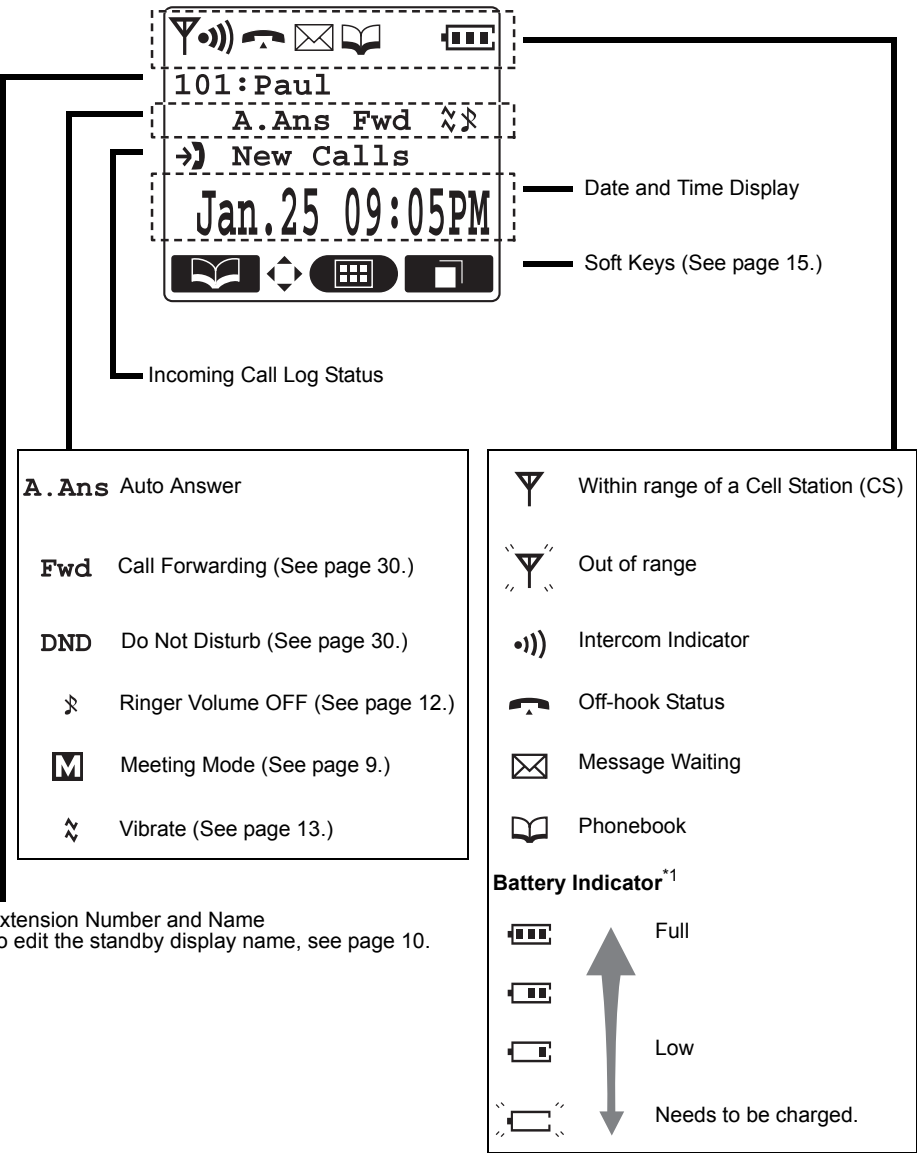 101:Paul
A.Ans Fwd
New Calls
Jan.25 09:05PM
Date and Time Display
Soft Keys (See page 15.)
Incoming Call Log Status
A.Ans Auto Answer
Fwd Call Forwarding (See page 30.)
DND Do Not Disturb (See page 30.)
Ringer Volume OFF (See page 12.)
M Meeting Mode (See page 9.)
Vibrate (See page 13.)
xtension Number and Name
o edit the standby display name, see page 10.
Within range of a Cell Station (CS)
Out of range
Intercom Indicator
Off-hook Status
Message Waiting
Phonebook
Battery Indicator*1
Full
Low
Needs to be charged.